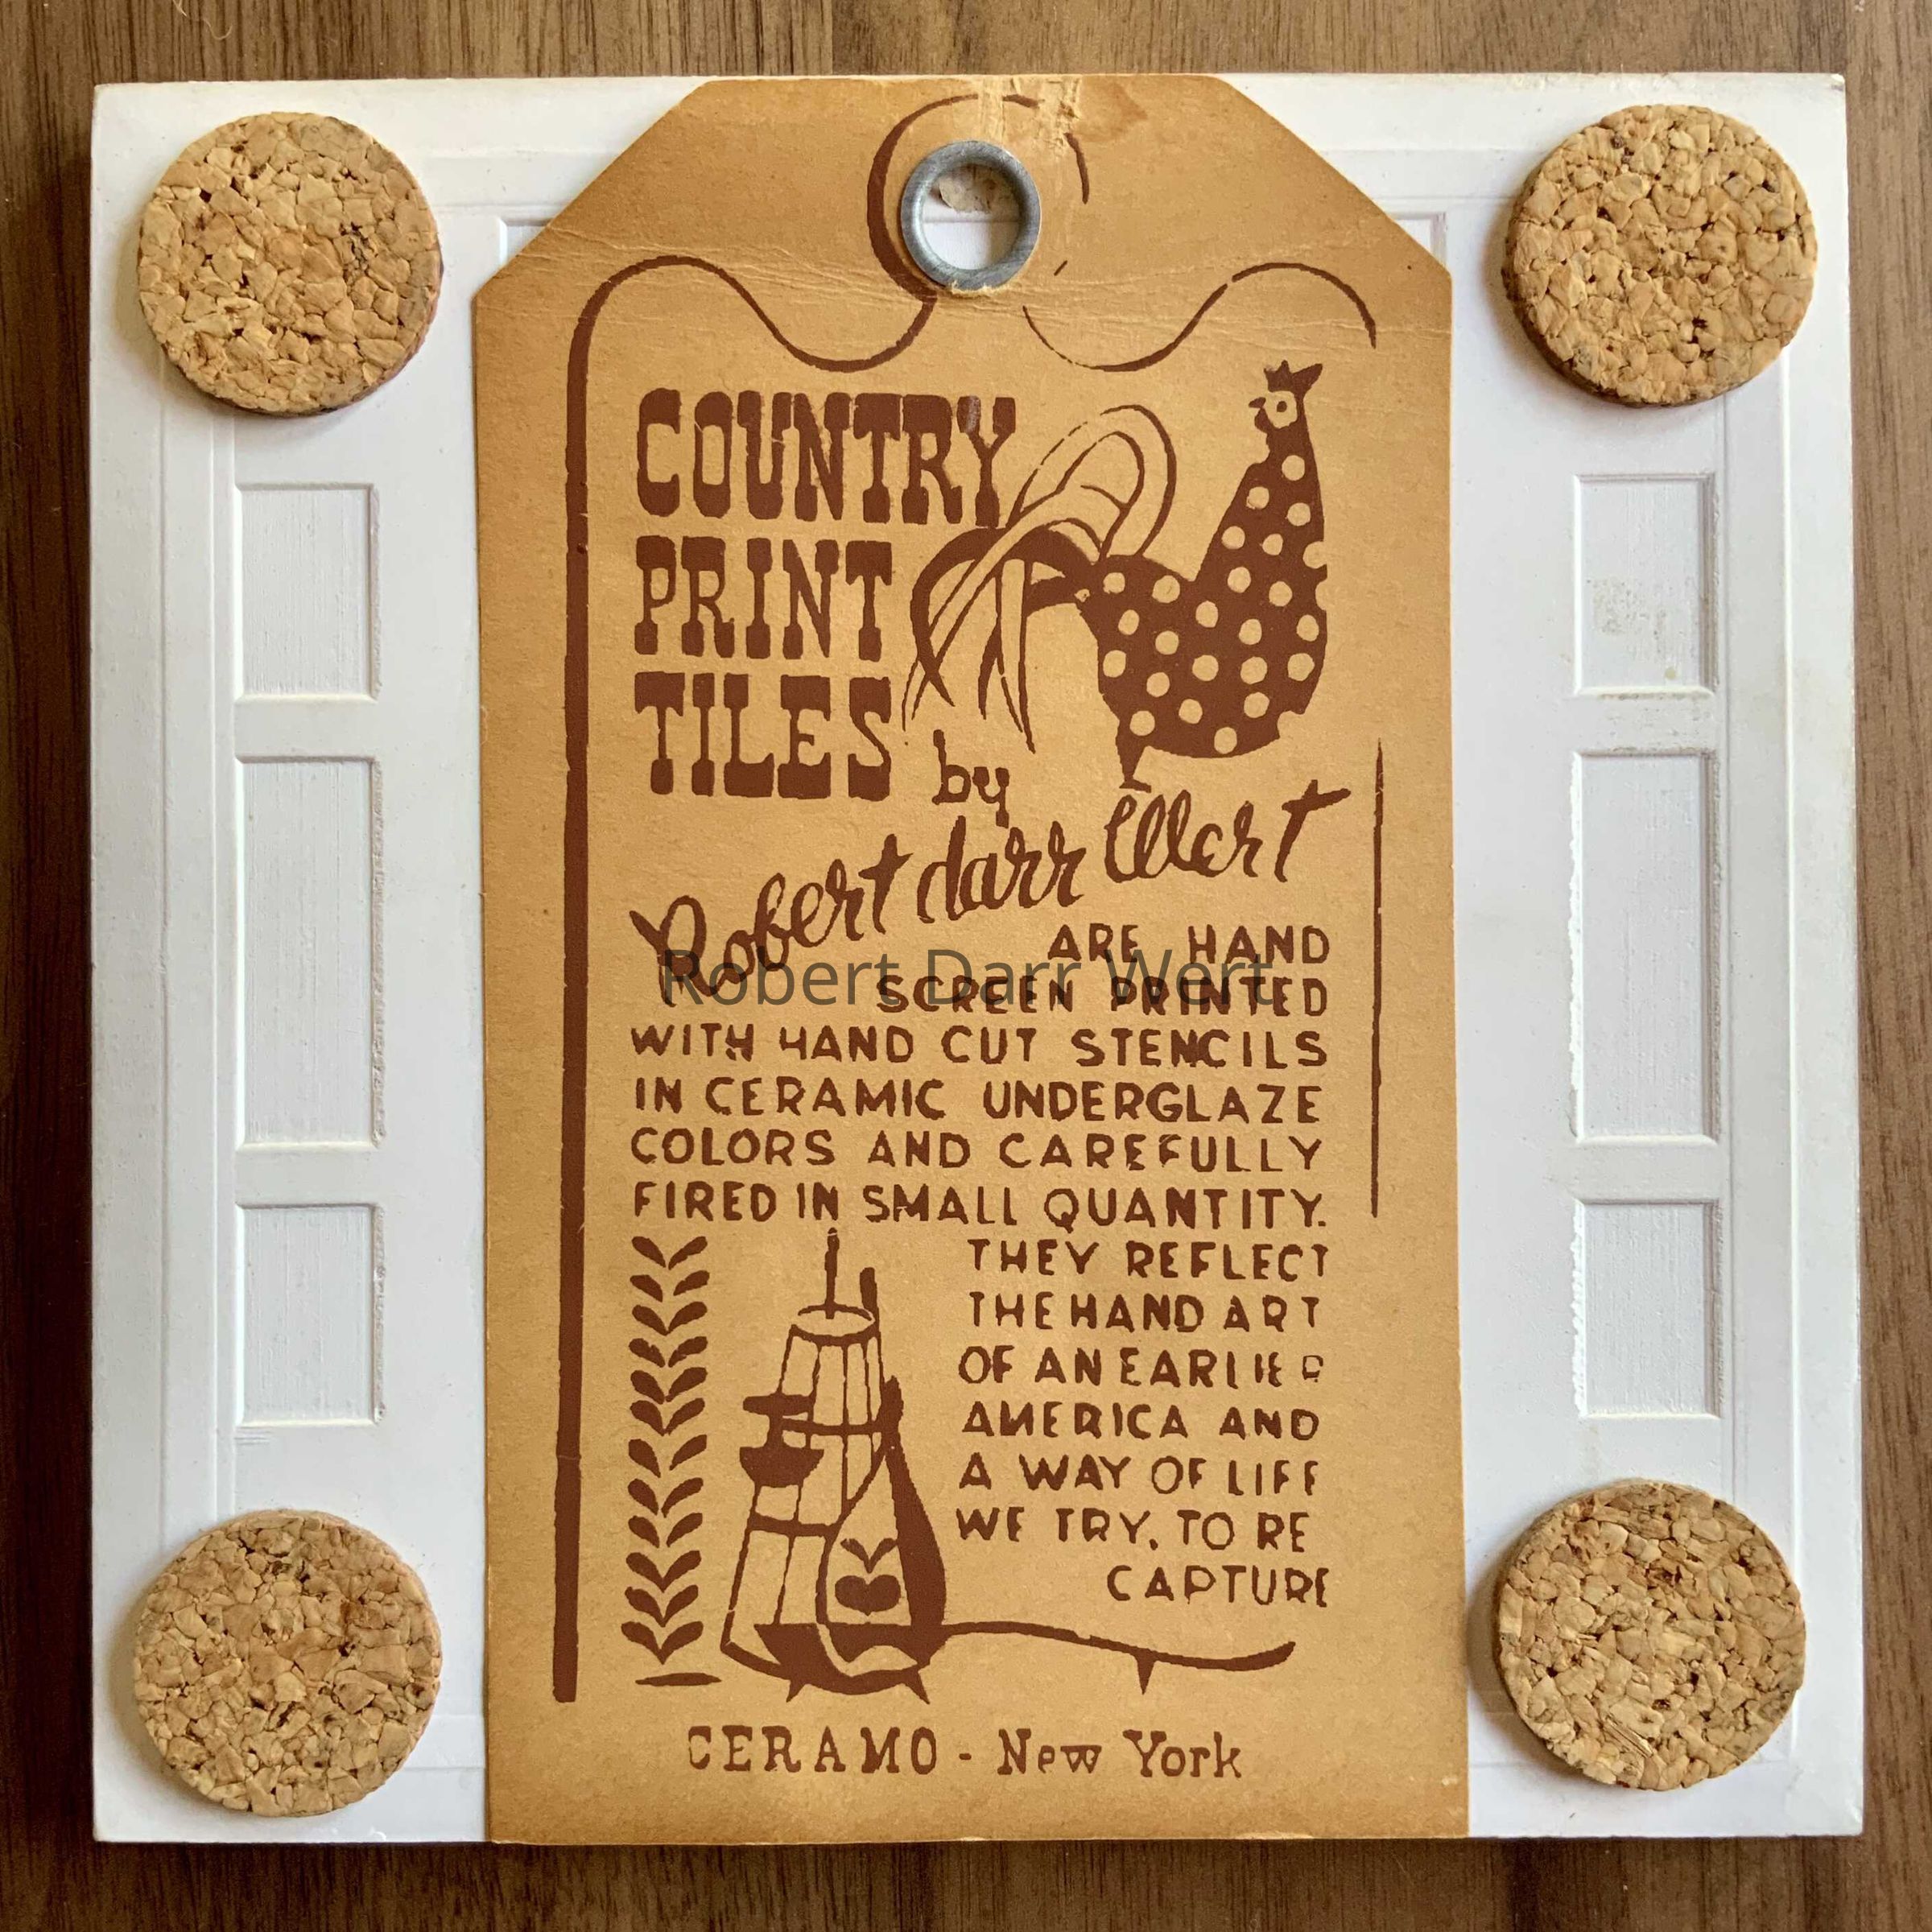 COUNTRY
PRINT
TILES
by
Robert darr Wert
ARE HAND
SCREEN PRINTED
WITH HAND CUT STENCILS
IN CERAMIC UNDERGLAZE
COLORS AND CAREFULLY
FIRED IN SMALL QUANTITY.
THEY REFLECT
THE HAND ART
OF AN EARLIER
AMERICA AND
A WAY OF LIFE
WE TRY. TO RE
CAPTURE
CERAMO - New York
Robert Darr Wert